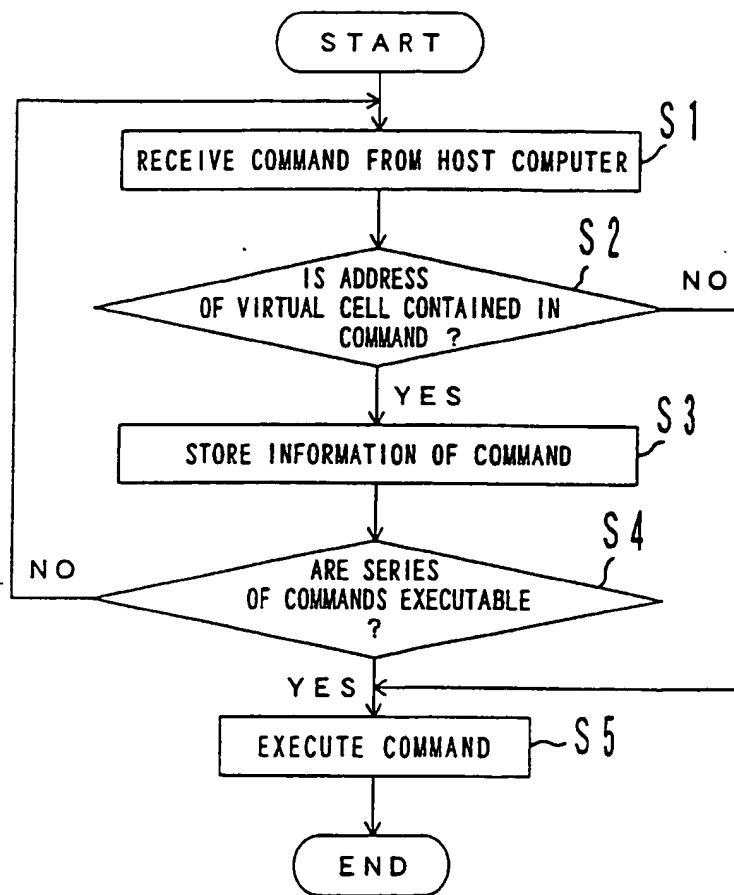 START
S1
RECEIVE COMMAND FROM HOST COMPUTER
S2
IS ADDRESS
OF VIRTUAL CELL CONTAINED IN
COMMAND ?
NO
YES
S3
STORE INFORMATION OF COMMAND
S4
ARE SERIES
OF COMMANDS EXECUTABLE
?
NO
YES
S5
EXECUTE COMMAND
END